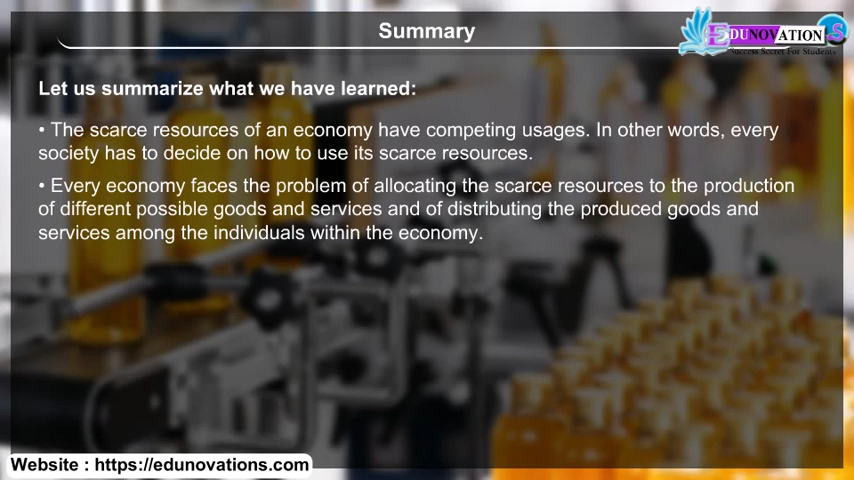 Summary
EDUNOVATIONS
Success Secret For Students
Let us summarize what we have learned:
• The scarce resources of an economy have competing usages. In other words, every
society has to decide on how to use its scarce resources.
• Every economy faces the problem of allocating the scarce resources to the production
of different possible goods and services and of distributing the produced goods and
services among the individuals within the economy.
Website : https://edunovations.com